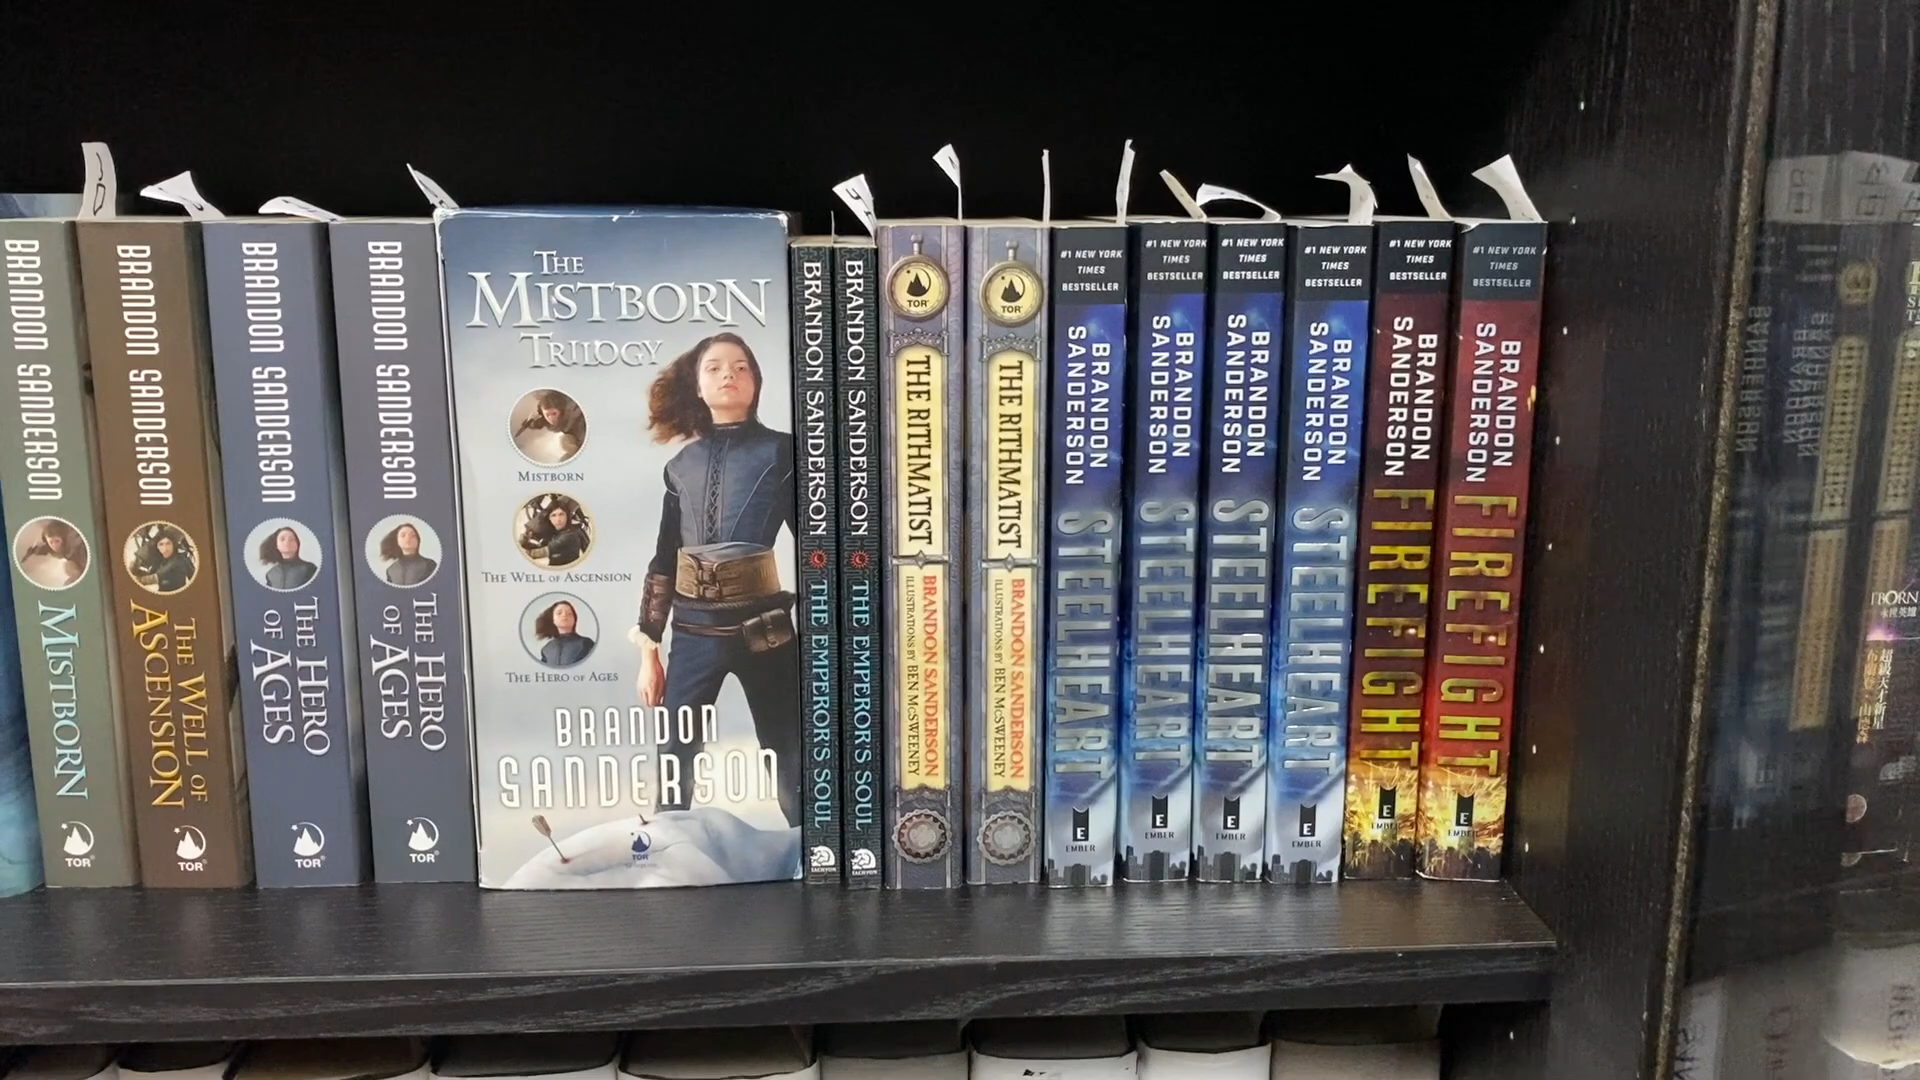 BRANDON SANDERSON
MISTBORN
TOR
BRANDON SANDERSON
THE WELL OF
ASCENSION
TOR
BRANDON SANDERSON
THE HERO
OF AGES
TOR
BRANDON SANDERSON
THE HERO
OF AGES
TOR
THE
MISTBORN
TRILOGY
MISTBORN
THE WELL OF ASCENSION
THE HERO OF AGES
BRANDON
SANDERSON
TOR
BRANDON SANDERSON
THE EMPEROR'S SOUL
TACHYON
BRANDON SANDERSON
THE EMPEROR'S SOUL
TACHYON
TOR
THE RITHMATIST
BRANDON SANDERSON
ILLUSTRATIONS BY BEN McSWEENEY
TOR
THE RITHMATIST
BRANDON SANDERSON
ILLUSTRATIONS BY BEN McSWEENEY
#1 NEW YORK
TIMES
BESTSELLER
BRANDON
SANDERSON
STEELHEART
E
EMBER
#1 NEW YORK
TIMES
BESTSELLER
BRANDON
SANDERSON
STEELHEART
E
EMBER
#1 NEW YORK
TIMES
BESTSELLER
BRANDON
SANDERSON
STEELHEART
E
EMBER
#1 NEW YORK
TIMES
BESTSELLER
BRANDON
SANDERSON
STEELHEART
E
EMBER
#1 NEW YORK
TIMES
BESTSELLER
BRANDON
SANDERSON
FIREFIGHT
E
EMBER
#1 NEW YORK
TIMES
BESTSELLER
BRANDON
SANDERSON
FIREFIGHT
E
EMBER